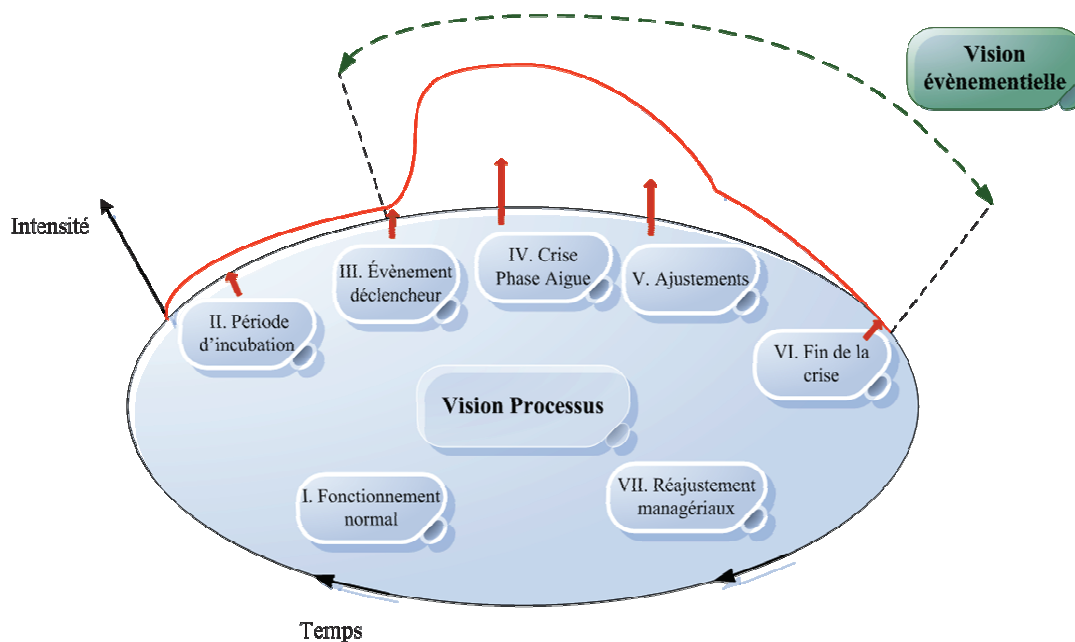 Vision
évènementielle
Intensité
IV. Crise
Phase Aigue
III. Évènement
déclencheur
V. Ajustements
II. Période
d'incubation
VI. Fin de la
crise
Vision Processus
I. Fonctionnement
normal
VII. Réajustement
managériaux
Temps